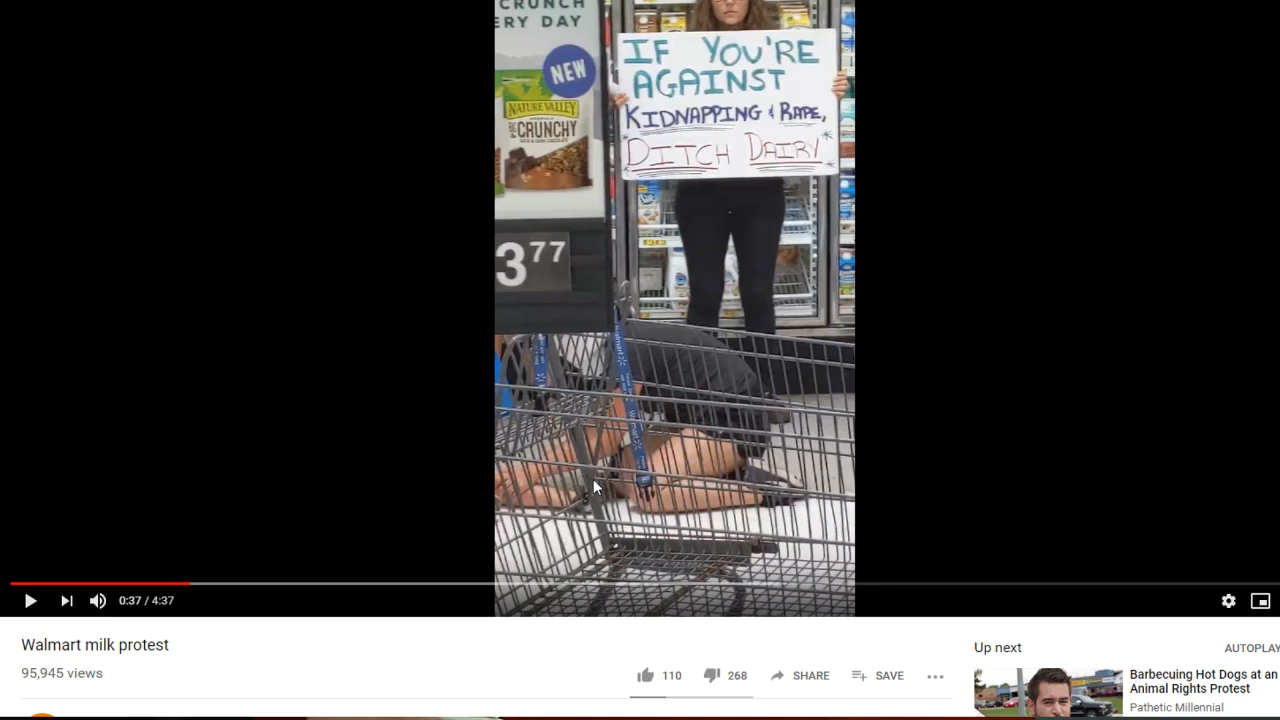 CRUNCH
ERY DAY
NEW
NATURE VALLEY
BIG &
CRUNCHY
3 77
IF YOU'RE
AGAINST
KIDNAPPING & RAPE,
DITCH DAIRY
Walmart
0:37 / 4:37
Walmart milk protest
95,945 views
110
268
SHARE
SAVE
Up next
AUTOPLAY
Barbecuing Hot Dogs at an
Animal Rights Protest
Pathetic Millennial